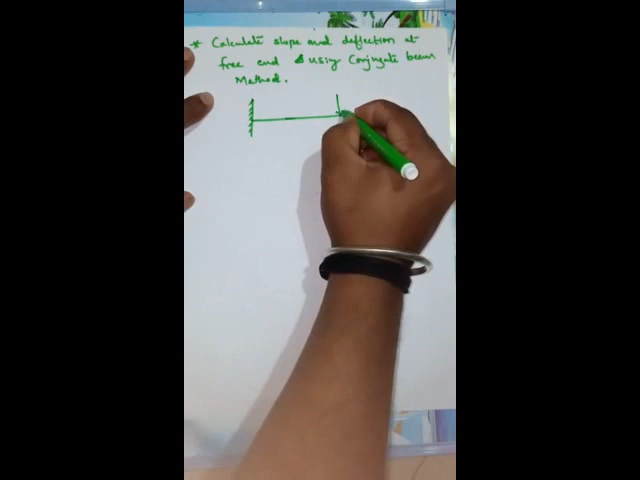 * Calculate slope and deflection at
free end using Conjugate beam
Method.